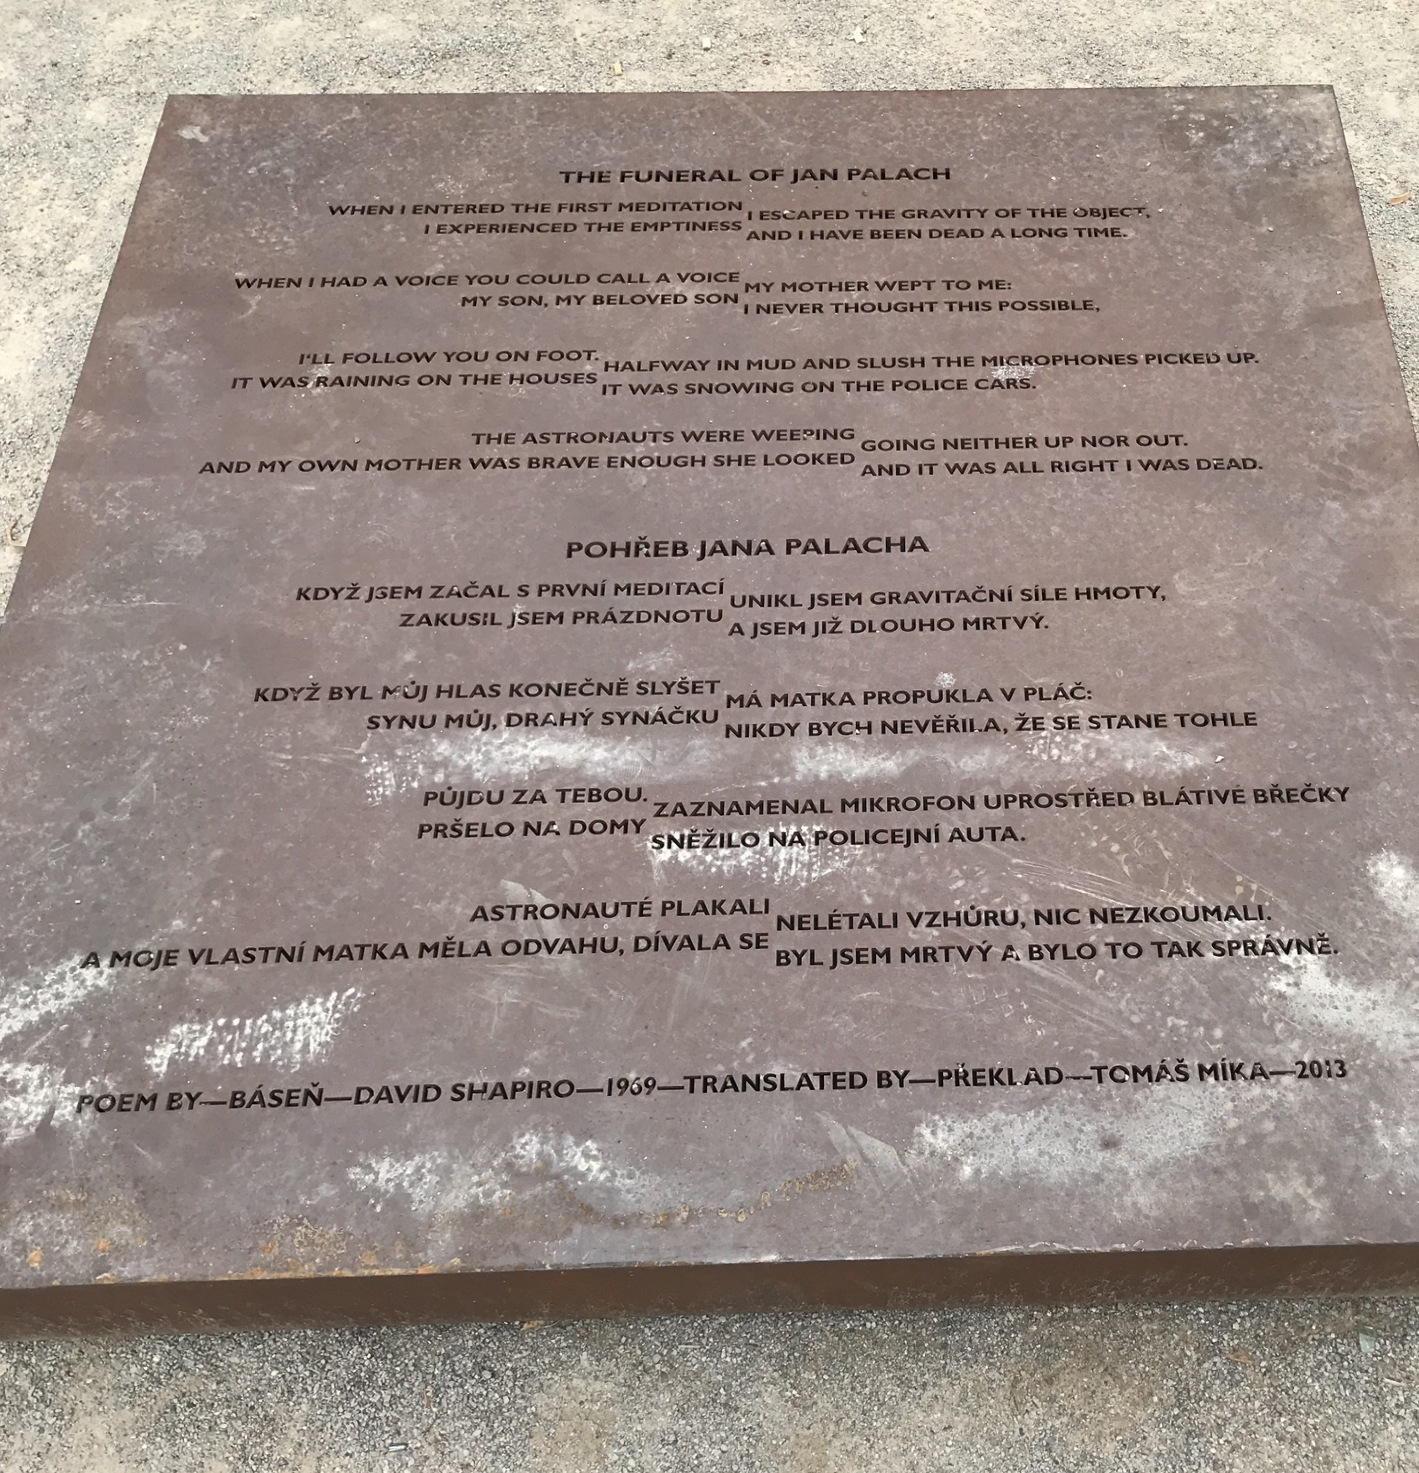 THE FUNERAL OF JAN PALACH
WHEN I ENTERED THE FIRST MEDITATION
I ESCAPED THE GRAVITY OF THE OBJECT,
I EXPERIENCED THE EMPTINESS
AND I HAVE BEEN DEAD A LONG TIME.
WHEN I HAD A VOICE YOU COULD CALL A VOICE
MY MOTHER WEPT TO ME:
MY SON, MY BELOVED SON
I NEVER THOUGHT THIS POSSIBLE,
I'LL FOLLOW YOU ON FOOT.
HALFWAY IN MUD AND SLUSH THE MICROPHONES PICKED UP.
IT WAS RAINING ON THE HOUSES
IT WAS SNOWING ON THE POLICE CARS.
THE ASTRONAUTS WERE WEEPING
GOING NEITHER UP NOR OUT.
AND MY OWN MOTHER WAS BRAVE ENOUGH SHE LOOKED
AND IT WAS ALL RIGHT I WAS DEAD.
POHŘEB JANA PALACHA
KDYŽ JSEM ZAČAL S PRVNÍ MEDITACÍ
UNIKL JSEM GRAVITAČNÍ SÍLE HMOTY,
ZAKUSIL JSEM PRÁZDNOTU
A JSEM JIŽ DLOUHO MRTVÝ.
KDYŽ BYL MŮJ HLAS KONEČNĚ SLYŠET
MÁ MATKA PROPUKLA V PLÁČ:
SYNU MŮJ, DRAHÝ SYNÁČKU
NIKDY BYCH NEVĚŘILA, ŽE SE STANE TOHLE
PŮJDU ZA TEBOU.
ZAZNAMENAL MIKROFON UPROSTŘED BLÁTIVÉ BŘEČKY
PRŠELO NA DOMY
SNĚŽILO NA POLICEJNÍ AUTA.
ASTRONAUTÉ PLAKALI
NELÉTALI VZHŮRU, NIC NEZKOUMALI.
A MOJE VLASTNÍ MATKA MĚLA ODVAHU, DÍVALA SE
BYL JSEM MRTVÝ A BYLO TO TAK SPRÁVNĚ.
POEM BY—BÁSEŇ—DAVID SHAPIRO—1969—TRANSLATED BY—PŘEKLAD—TOMÁŠ MÍKA—2013